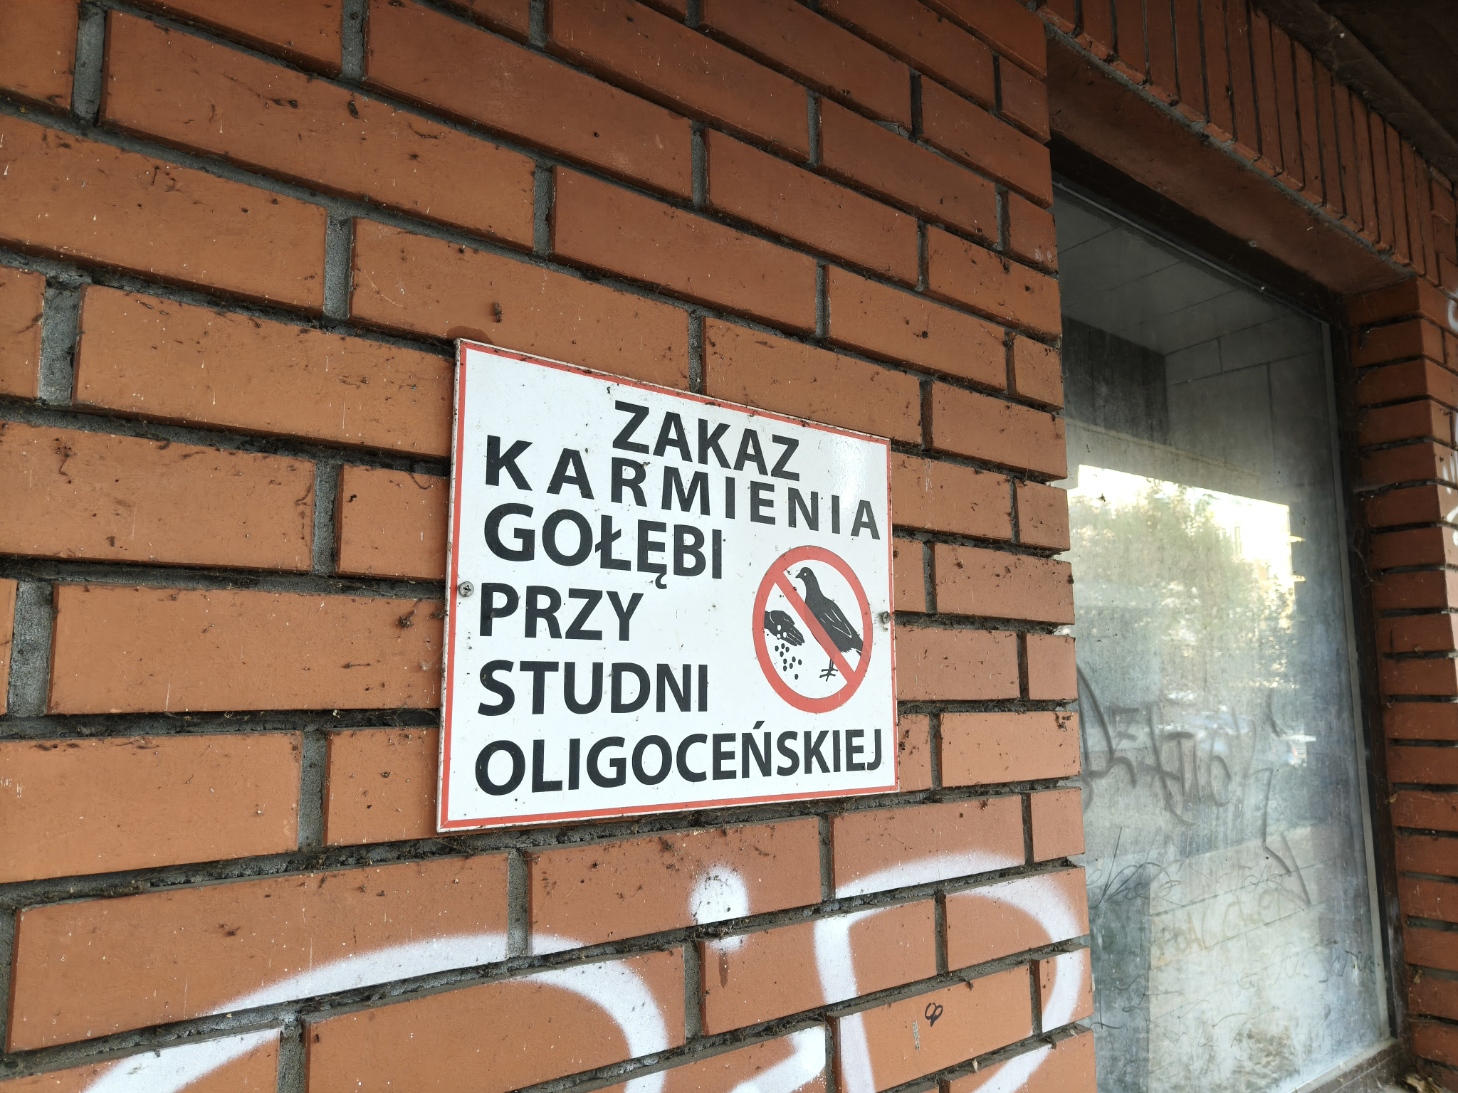 ZAKAZ
KARMIENIA
GOŁĘBI
PRZY
STUDNI
OLIGOCEŃSKIEJ